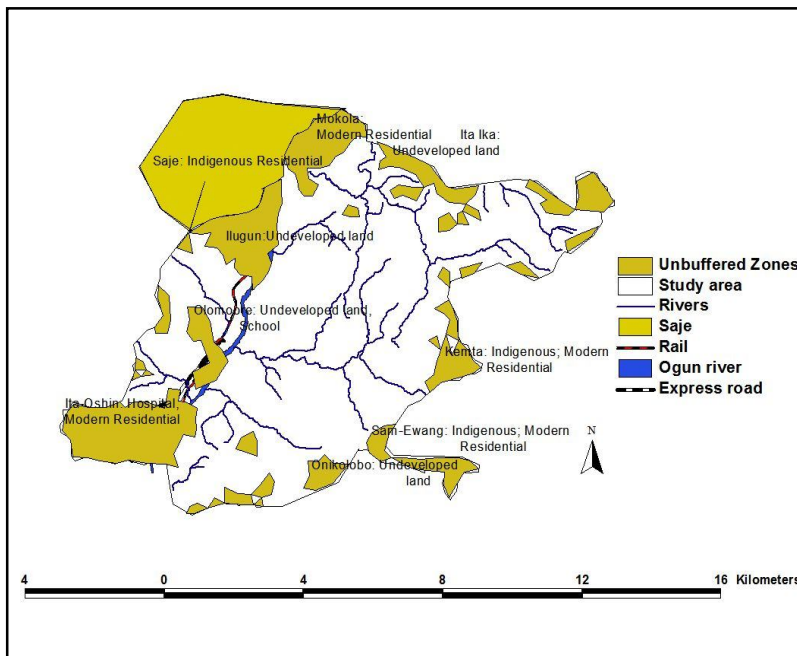 Mokola:
Modern Residential
Ita Ika:
Undeveloped land
Saje: Indigenous Residential
Ilugun:Undeveloped land
Olomoore: Undeveloped land,
School
Kemta: Indigenous; Modern
Residential
Ita-Oshin: Hospital,
Modern Residential
Sam-Ewang: Indigenous; Modern
Residential
Onikolobo: Undeveloped
land
Unbuffered Zones
Study area
Rivers
Saje
Rail
Ogun river
Express road
N
4 0 4 8 12 16 Kilometers